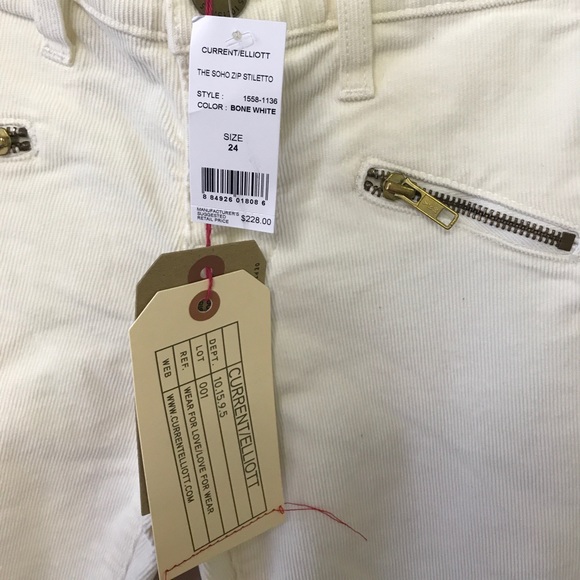 CURRENT/ELLIOTT
THE SOHO ZIP STILETTO
STYLE : 1558-1136
COLOR : BONE WHITE
SIZE
24
8 84926 01808 6
MANUFACTURER'S
SUGGESTED
RETAIL PRICE $228.00
CURRENT/ELLIOTT
DEPT. 10.15.9.5
LOT 001
REF. WEAR FOR LOVE/LOVE FOR WEAR
WEB WWW.CURRENTELLIOTT.COM